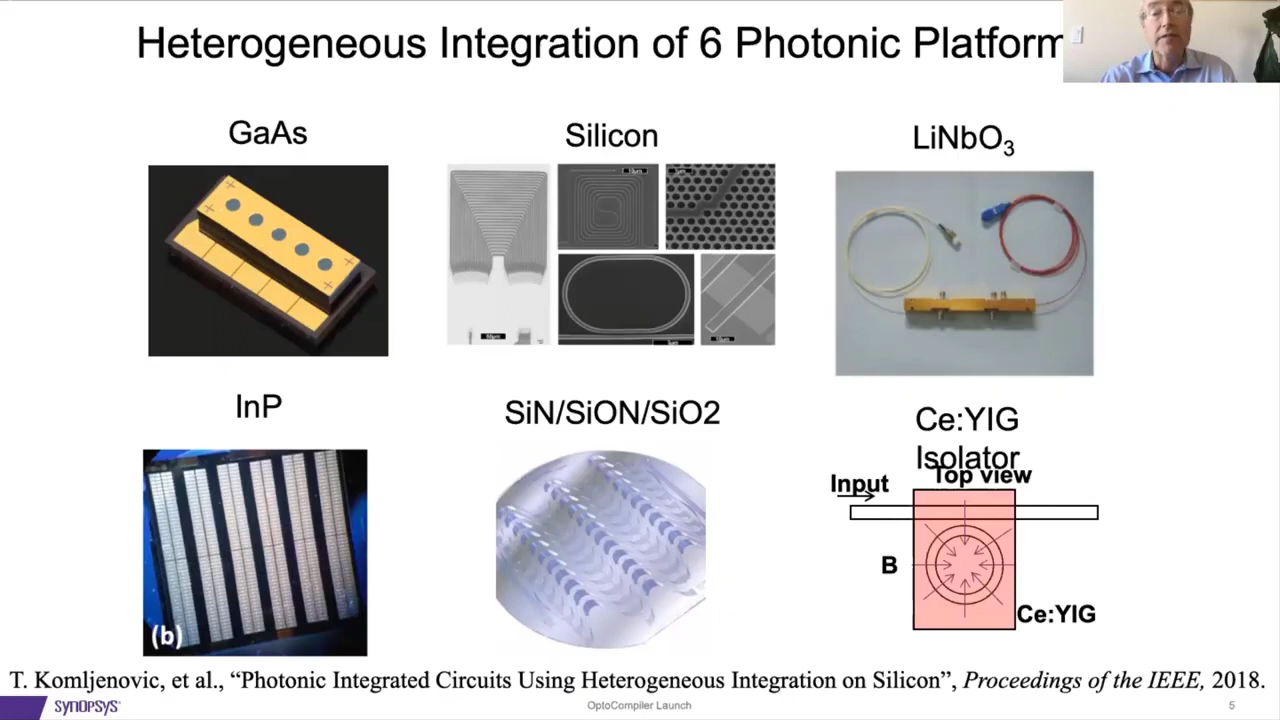 Heterogeneous Integration of 6 Photonic Platform
GaAs
Silicon
LiNbO3
InP
SiN/SiON/SiO2
Ce:YIG
Isolator
Top view
Input
B
Ce:YIG
(b)
T. Komljenovic, et al., “Photonic Integrated Circuits Using Heterogeneous Integration on Silicon”, Proceedings of the IEEE, 2018.
SYNOPSYS
OptoCompiler Launch
5